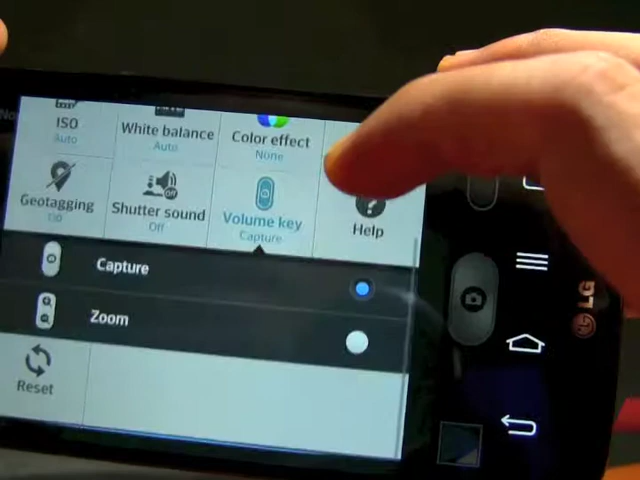 No
ISO
Auto
White balance
Auto
Color effect
None
Geotagging
Shutter sound
Off
Volume key
Capture
Help
Capture
Zoom
Reset
LG